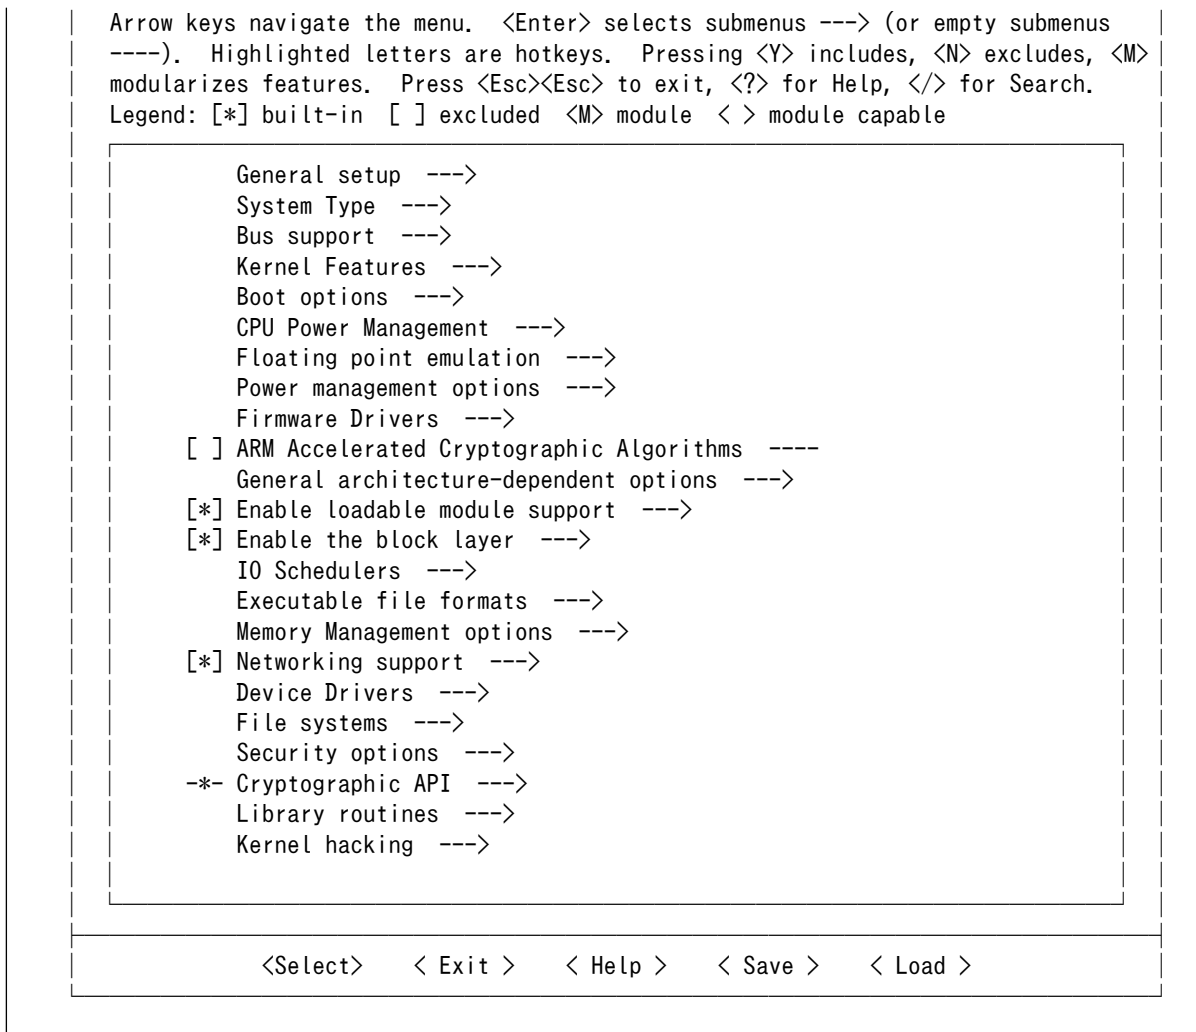 Arrow keys navigate the menu.  <Enter> selects submenus ---> (or empty submenus
----).  Highlighted letters are hotkeys.  Pressing <Y> includes, <N> excludes, <M>
modularizes features.  Press <Esc><Esc> to exit, <?> for Help, </> for Search.
Legend: [*] built-in  [ ] excluded  <M> module  < > module capable
General setup  --->
System Type  --->
Bus support  --->
Kernel Features  --->
Boot options  --->
CPU Power Management  --->
Floating point emulation  --->
Power management options  --->
Firmware Drivers  --->
[ ] ARM Accelerated Cryptographic Algorithms  ----
General architecture-dependent options  --->
[*] Enable loadable module support  --->
[*] Enable the block layer  --->
IO Schedulers  --->
Executable file formats  --->
Memory Management options  --->
[*] Networking support  --->
Device Drivers  --->
File systems  --->
Security options  --->
-*- Cryptographic API  --->
Library routines  --->
Kernel hacking  --->
<Select>    < Exit >    < Help >    < Save >    < Load >